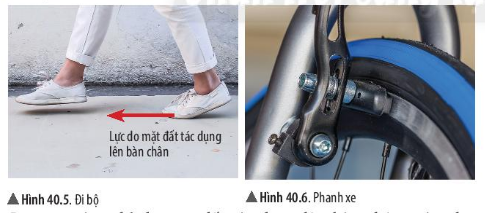 Lực do mặt đất tác dụng
lên bàn chân
▲ Hình 40.5. Đi bộ
▲ Hình 40.6. Phanh xe